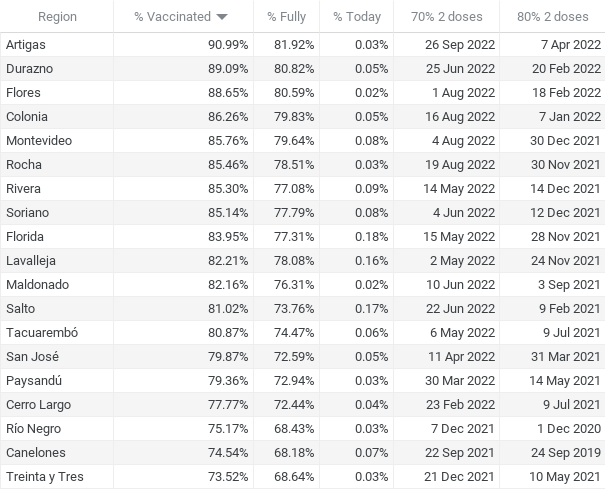 Region % Vaccinated % Fully % Today 70% 2 doses 80% 2 doses
Artigas 90.99% 81.92% 0.03% 26 Sep 2022 7 Apr 2022
Durazno 89.09% 80.82% 0.05% 25 Jun 2022 20 Feb 2022
Flores 88.65% 80.59% 0.02% 1 Aug 2022 18 Feb 2022
Colonia 86.26% 79.83% 0.05% 16 Aug 2022 7 Jan 2022
Montevideo 85.76% 79.64% 0.08% 4 Aug 2022 30 Dec 2021
Rocha 85.46% 78.51% 0.03% 19 Aug 2022 30 Nov 2021
Rivera 85.30% 77.08% 0.09% 14 May 2022 14 Dec 2021
Soriano 85.14% 77.79% 0.08% 4 Jun 2022 12 Dec 2021
Florida 83.95% 77.31% 0.18% 15 May 2022 28 Nov 2021
Lavalleja 82.21% 78.08% 0.16% 2 May 2022 24 Nov 2021
Maldonado 82.16% 76.31% 0.02% 10 Jun 2022 3 Sep 2021
Salto 81.02% 73.76% 0.17% 22 Jun 2022 9 Feb 2021
Tacuarembó 80.87% 74.47% 0.06% 6 May 2022 9 Jul 2021
San José 79.87% 72.59% 0.05% 11 Apr 2022 31 Mar 2021
Paysandú 79.36% 72.94% 0.03% 30 Mar 2022 14 May 2021
Cerro Largo 77.77% 72.44% 0.04% 23 Feb 2022 9 Jul 2021
Río Negro 75.17% 68.43% 0.03% 7 Dec 2021 1 Dec 2020
Canelones 74.54% 68.18% 0.07% 22 Sep 2021 24 Sep 2019
Treinta y Tres 73.52% 68.64% 0.03% 21 Dec 2021 10 May 2021